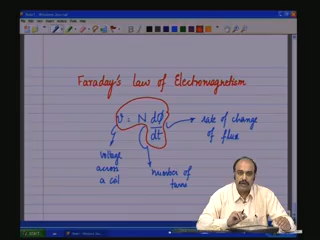 Faraday's law of Electromagnetism
v = N dφ/dt
rate of change
of flux
voltage
across
a coil
number of
turns